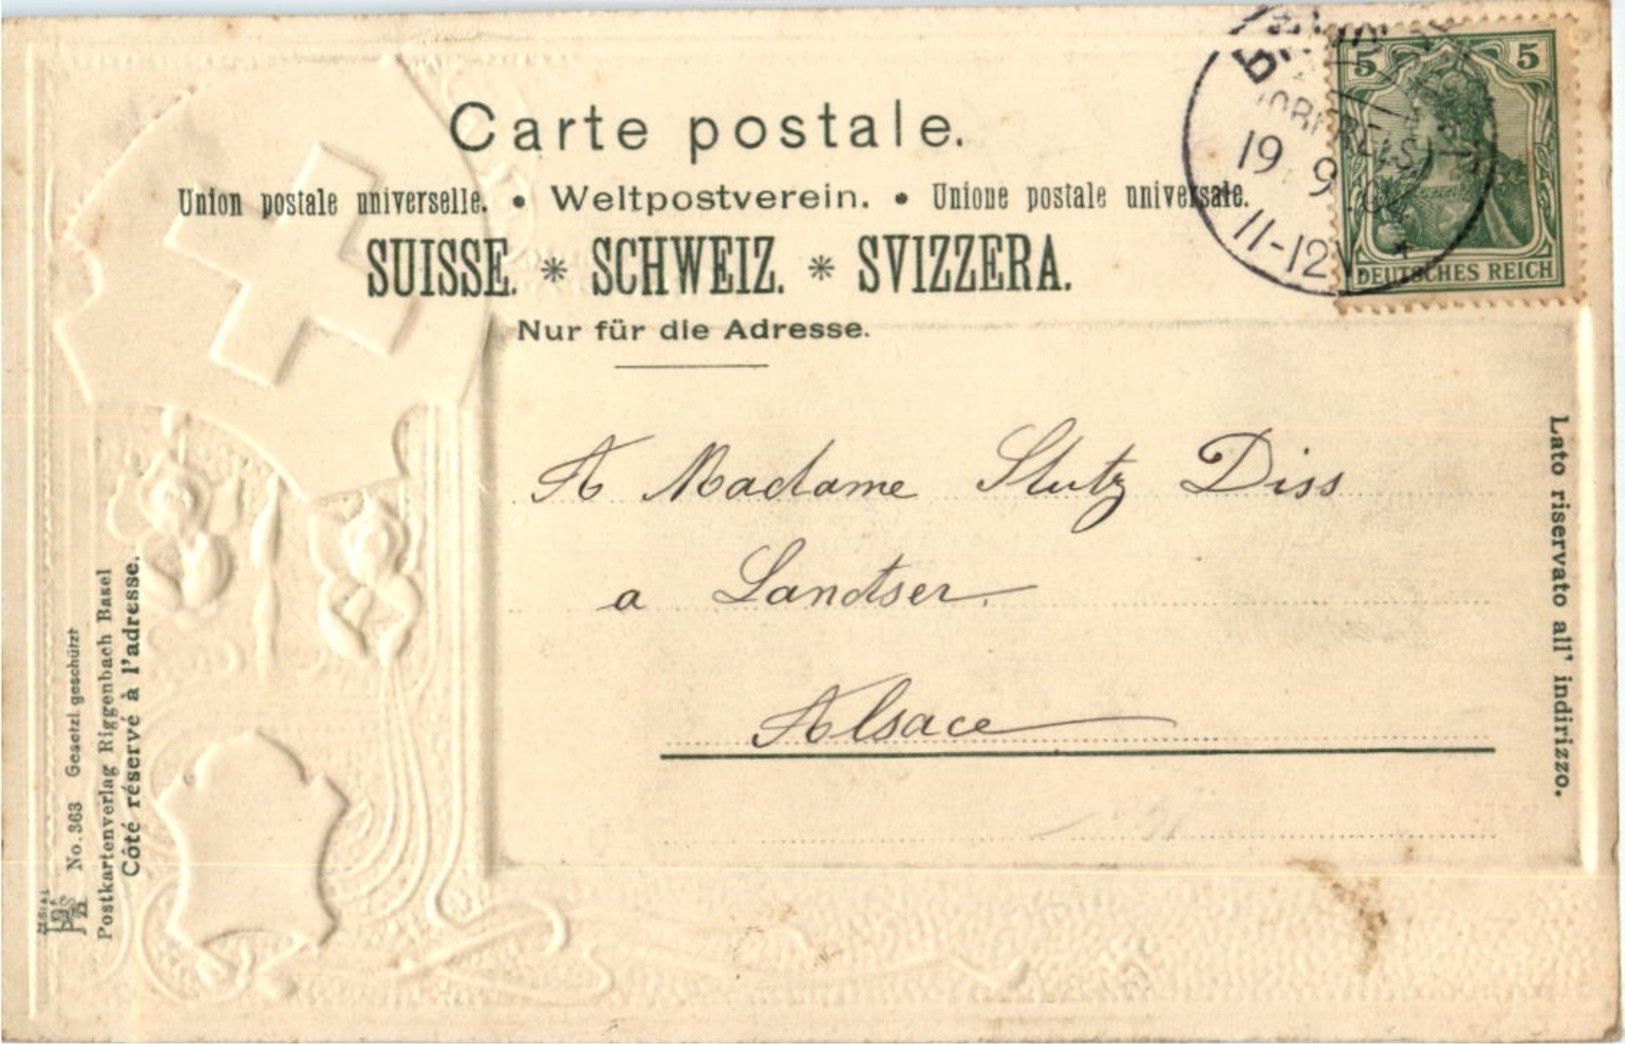 Carte postale.
Union postale universelle. • Weltpostverein. • Unione postale universale.
SUISSE. * SCHWEIZ. * SVIZZERA.
Nur für die Adresse.
5 5
DEUTSCHES REICH
19 9
11-12V. *
A Madame Stutz Diss
a Landser.
Alsace
Lato riservato all' indirizzo.
No. 363 Gesetzl geschützt
Postkartenverlag Riggenbach Basel
Côté réservé à l'adresse.